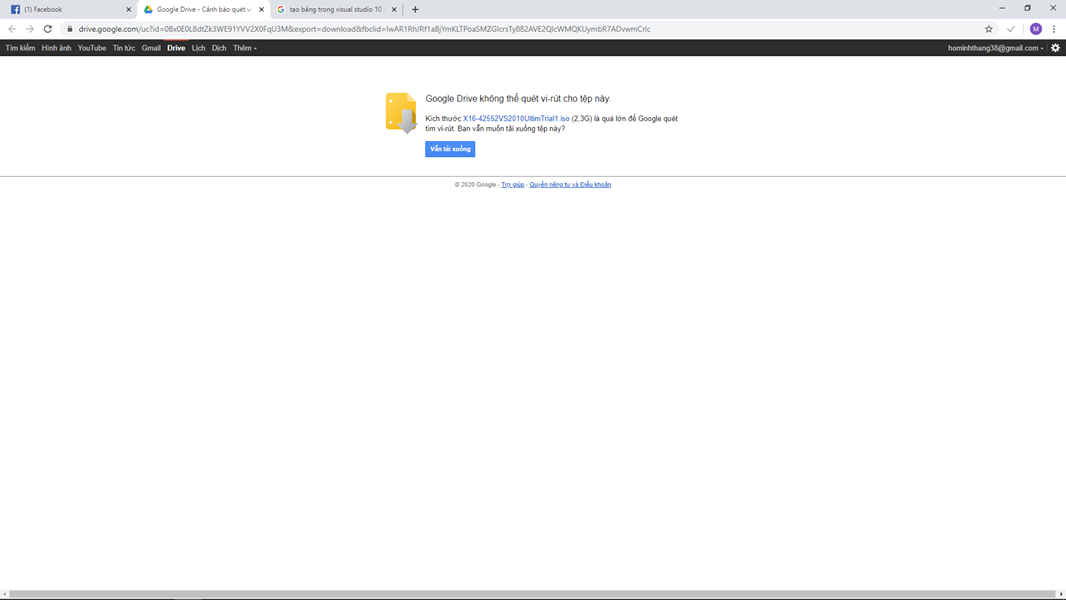 (1) Facebook
Google Drive - Cảnh báo quét vi
tạo bảng trong visual studio 10 -
drive.google.com/uc?id=0Bx0E0L8dtZk3WE91YVV2X0FqU3M&export=download&fbclid=IwAR1RhJRf1aBjYmKLTPoaSMZGIcrsTy882AVE2QIcWMQKUymbR7ADvwmCrIc
M
Tìm kiếm Hình ảnh YouTube Tin tức Gmail Drive Lịch Dịch Thêm
hominhthang38@gmail.com
Google Drive không thể quét vi-rút cho tệp này.
Kích thước X16-42552VS2010UltimTrial1.iso (2,3G) là quá lớn để Google quét
tìm vi-rút. Bạn vẫn muốn tải xuống tệp này?
Vẫn tải xuống
© 2020 Google - Trợ giúp - Quyền riêng tư và Điều khoản